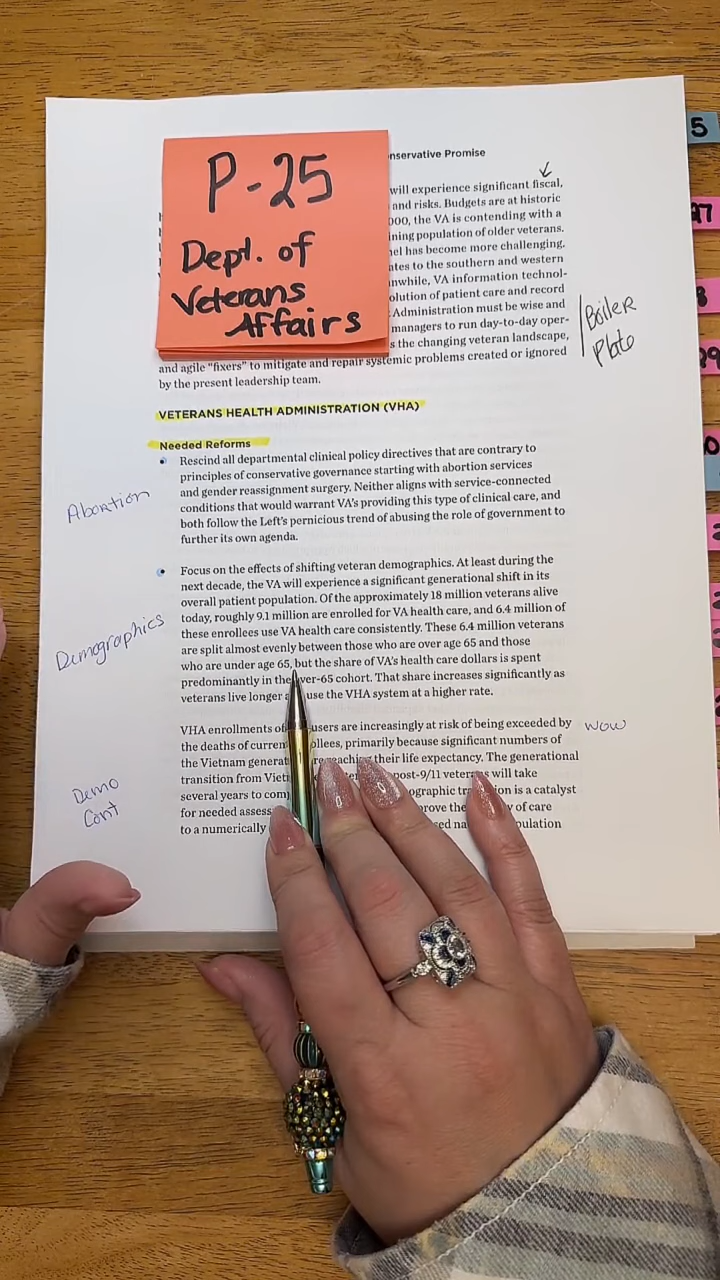 P-25
Dept. of
Veterans
Affairs
nservative Promise
will experience significant fiscal,
and risks. Budgets are at historic
000, the VA is contending with a
ning population of older veterans.
nel has become more challenging.
ates to the southern and western
nwhile, VA information technol-
olution of patient care and record
Administration must be wise and
managers to run day-to-day oper-
s the changing veteran landscape,
and agile “fixers” to mitigate and repair systemic problems created or ignored
by the present leadership team.
Boiler
Plate
VETERANS HEALTH ADMINISTRATION (VHA)
Needed Reforms
• Rescind all departmental clinical policy directives that are contrary to
principles of conservative governance starting with abortion services
and gender reassignment surgery. Neither aligns with service-connected
conditions that would warrant VA’s providing this type of clinical care, and
both follow the Left’s pernicious trend of abusing the role of government to
further its own agenda.
Abortion
• Focus on the effects of shifting veteran demographics. At least during the
next decade, the VA will experience a significant generational shift in its
overall patient population. Of the approximately 18 million veterans alive
today, roughly 9.1 million are enrolled for VA health care, and 6.4 million of
these enrollees use VA health care consistently. These 6.4 million veterans
are split almost evenly between those who are over age 65 and those
who are under age 65, but the share of VA’s health care dollars is spent
predominantly in the ver-65 cohort. That share increases significantly as
veterans live longer a use the VHA system at a higher rate.
Demographics
VHA enrollments of users are increasingly at risk of being exceeded by
the deaths of curren ollees, primarily because significant numbers of
the Vietnam generat re reaching their life expectancy. The generational
transition from Viet post-9/11 veterans will take
several years to com ographic tra ion is a catalyst
for needed assess rove the y of care
to a numerically ed na pulation
wow
Demo
Cont
5
97
8
99
0